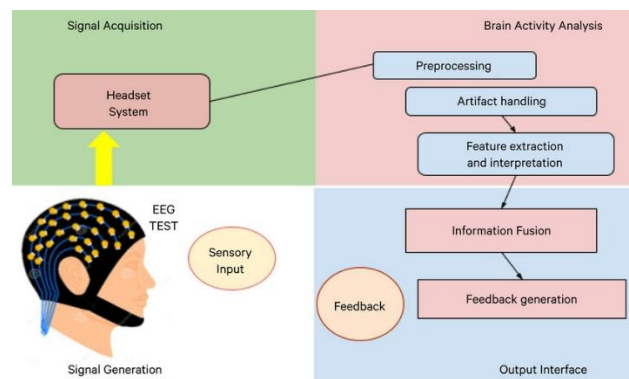 Signal Acquisition
Brain Activity Analysis
Headset
System
Preprocessing
Artifact handling
Feature extraction
and interpretation
EEG
TEST
Sensory
Input
Information Fusion
Feedback
Feedback generation
Signal Generation
Output Interface